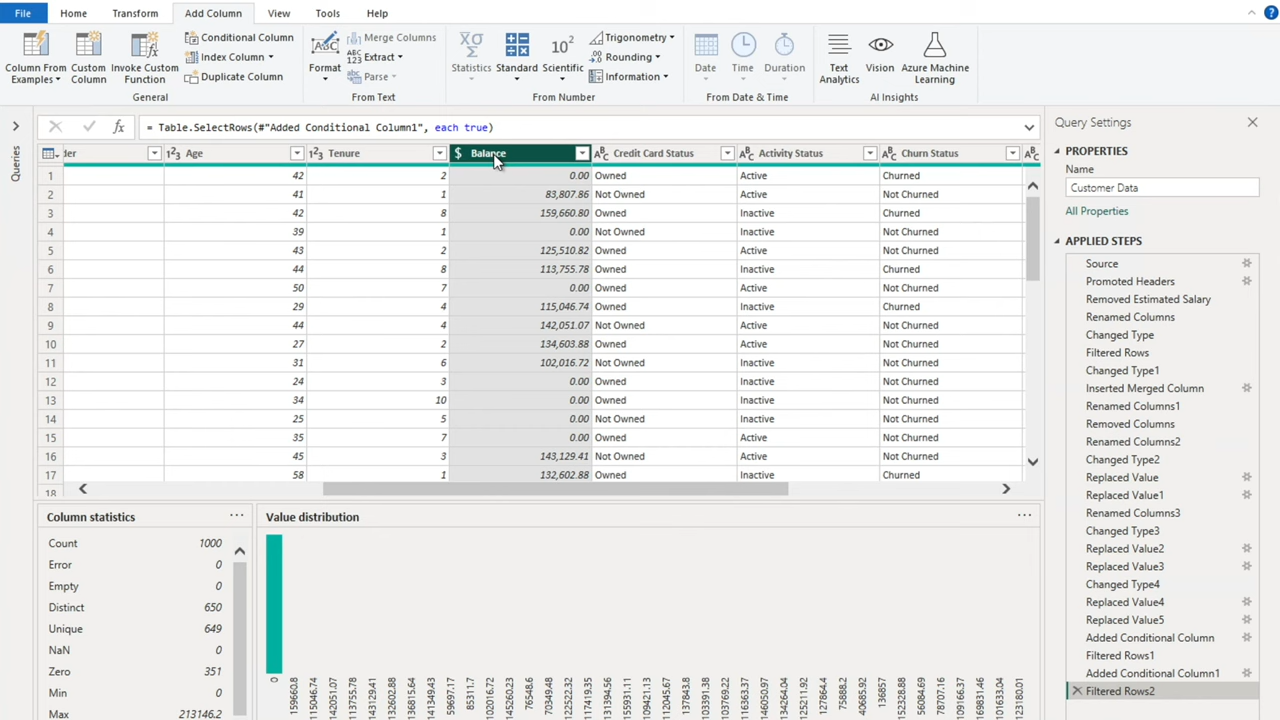 File Home Transform Add Column View Tools Help
Column From Examples Custom Column Invoke Custom Function Conditional Column Index Column Duplicate Column
General
Format Merge Columns Extract Parse
From Text
Statistics Standard Scientific Trigonometry Rounding Information
From Number
Date Time Duration
From Date & Time
Text Analytics Vision Azure Machine Learning
AI Insights
Queries
= Table.SelectRows(#"Added Conditional Column1", each true)
der Age Tenure Balance Credit Card Status Activity Status Churn Status
1 42 2 0.00 Owned Active Churned
2 41 1 83,807.86 Not Owned Active Not Churned
3 42 8 159,660.80 Owned Inactive Churned
4 39 1 0.00 Not Owned Inactive Not Churned
5 43 2 125,510.82 Owned Active Not Churned
6 44 8 113,755.78 Owned Inactive Churned
7 50 7 0.00 Owned Active Not Churned
8 29 4 115,046.74 Owned Inactive Churned
9 44 4 142,051.07 Not Owned Active Not Churned
10 27 2 134,603.88 Owned Active Not Churned
11 31 6 102,016.72 Not Owned Inactive Not Churned
12 24 3 0.00 Owned Inactive Not Churned
13 34 10 0.00 Owned Inactive Not Churned
14 25 5 0.00 Not Owned Inactive Not Churned
15 35 7 0.00 Owned Active Not Churned
16 45 3 143,129.41 Not Owned Active Not Churned
17 58 1 132,602.88 Owned Inactive Churned
18
Column statistics
Count 1000
Error 0
Empty 0
Distinct 650
Unique 649
NaN 0
Zero 351
Min 0
Max 213146.2
Value distribution
0
Query Settings
PROPERTIES
Name
Customer Data
All Properties
APPLIED STEPS
Source
Promoted Headers
Removed Estimated Salary
Renamed Columns
Changed Type
Filtered Rows
Changed Type1
Inserted Merged Column
Renamed Columns1
Removed Columns
Renamed Columns2
Changed Type2
Replaced Value
Replaced Value1
Renamed Columns3
Changed Type3
Replaced Value2
Replaced Value3
Changed Type4
Replaced Value4
Replaced Value5
Added Conditional Column
Filtered Rows1
Added Conditional Column1
Filtered Rows2